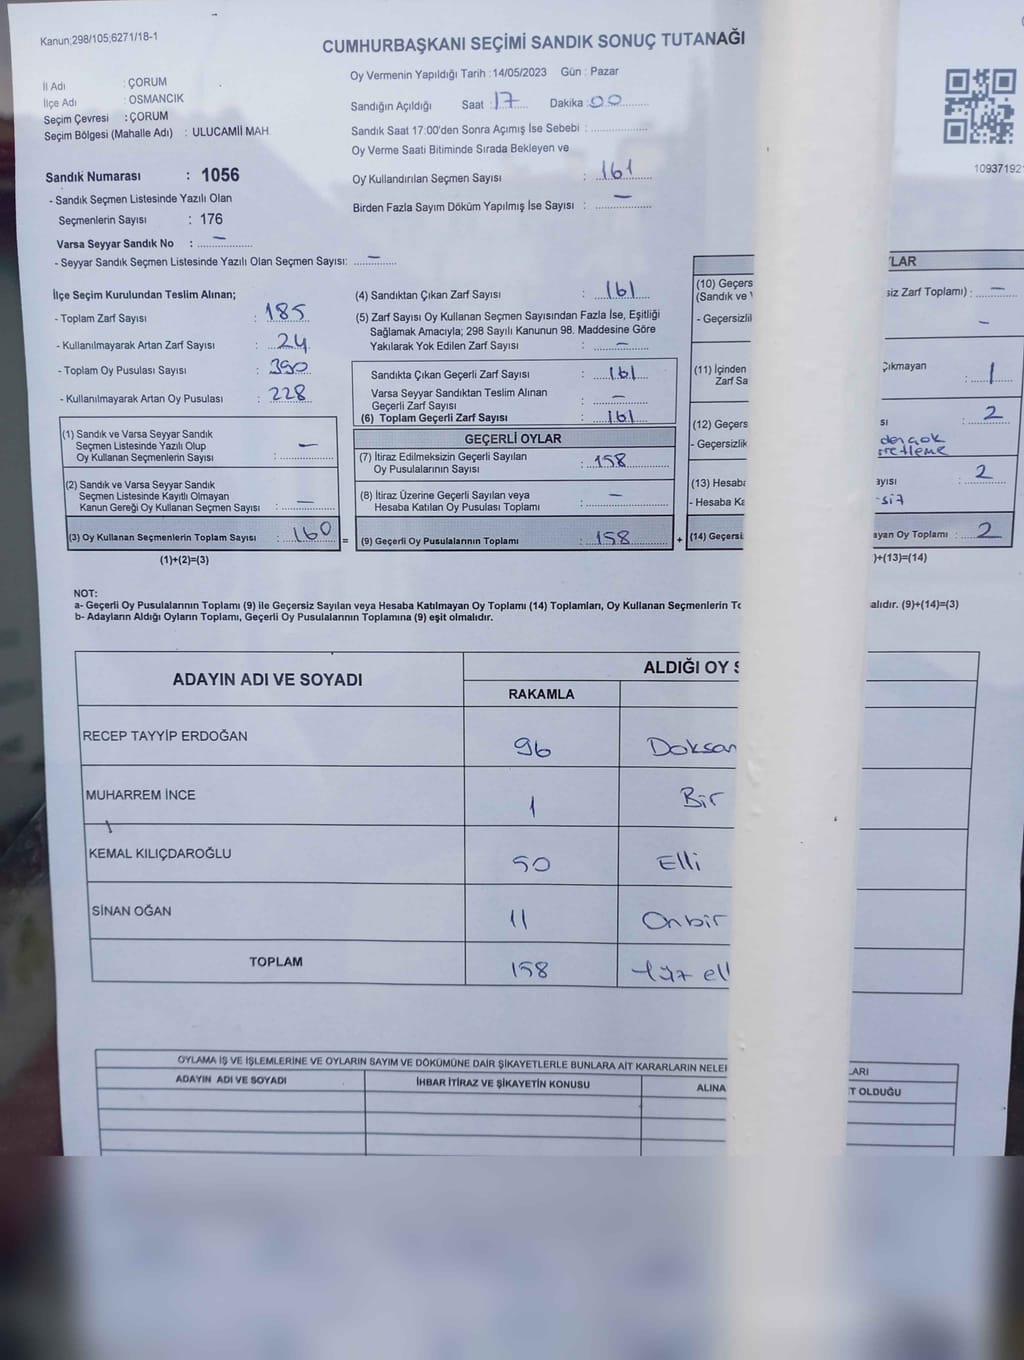 Kanun;298/105;6271/18-1
CUMHURBAŞKANI SEÇİMİ SANDIK SONUÇ TUTANAĞI
İl Adı : ÇORUM
İlçe Adı : OSMANCIK
Seçim Çevresi : ÇORUM
Seçim Bölgesi (Mahalle Adı) : ULUCAMİİ MAH.
Oy Vermenin Yapıldığı Tarih : 14/05/2023 Gün : Pazar
Sandığın Açıldığı Saat : 17 Dakika : 00
Sandık Saat 17:00'den Sonra Açımış İse Sebebi :
Oy Verme Saati Bitiminde Sırada Bekleyen ve
Oy Kullandırılan Seçmen Sayısı : 161
Birden Fazla Sayım Döküm Yapılmış İse Sayısı : —
10937192
Sandık Numarası : 1056
- Sandık Seçmen Listesinde Yazılı Olan
Seçmenlerin Sayısı : 176
Varsa Seyyar Sandık No : —
- Seyyar Sandık Seçmen Listesinde Yazılı Olan Seçmen Sayısı: —
İlçe Seçim Kurulundan Teslim Alınan;
- Toplam Zarf Sayısı : 185
- Kullanılmayarak Artan Zarf Sayısı : 24
- Toplam Oy Pusulası Sayısı : 390
- Kullanılmayarak Artan Oy Pusulası : 228
(1) Sandık ve Varsa Seyyar Sandık
Seçmen Listesinde Yazılı Olup
Oy Kullanan Seçmenlerin Sayısı : —
(2) Sandık ve Varsa Seyyar Sandık
Seçmen Listesinde Kayıtlı Olmayan
Kanun Gereği Oy Kullanan Seçmen Sayısı : —
(3) Oy Kullanan Seçmenlerin Toplam Sayısı : 160
(1)+(2)=(3)
=
(4) Sandıktan Çıkan Zarf Sayısı : 161
(5) Zarf Sayısı Oy Kullanan Seçmen Sayısından Fazla İse, Eşitliği
Sağlamak Amacıyla; 298 Sayılı Kanunun 98. Maddesine Göre
Yakılarak Yok Edilen Zarf Sayısı : —
Sandıkta Çıkan Geçerli Zarf Sayısı : 161
Varsa Seyyar Sandıktan Teslim Alınan
Geçerli Zarf Sayısı : —
(6) Toplam Geçerli Zarf Sayısı : 161
GEÇERLİ OYLAR
(7) İtiraz Edilmeksizin Geçerli Sayılan
Oy Pusulalarının Sayısı : 158
(8) İtiraz Üzerine Geçerli Sayılan veya
Hesaba Katılan Oy Pusulası Toplamı : —
(9) Geçerli Oy Pusulalarının Toplamı : 158
+
LAR
(10) Geçers siz Zarf Toplamı) : —
(Sandık ve
- Geçersizlik —
(11) İçinden Çıkmayan
Zarf Sa : 1
(12) Geçers sı : 2
- Geçersizlik
(13) Hesaba ayısı : 2
- Hesaba Ka
(14) Geçersi ayan Oy Toplamı : 2
)+(13)=(14)
NOT:
a- Geçerli Oy Pusulalarının Toplamı (9) ile Geçersiz Sayılan veya Hesaba Katılmayan Oy Toplamı (14) Toplamları, Oy Kullanan Seçmenlerin To alıdır. (9)+(14)=(3)
b- Adayların Aldığı Oyların Toplamı, Geçerli Oy Pusulalarının Toplamına (9) eşit olmalıdır.
ADAYIN ADI VE SOYADI
ALDIĞI OY S
RAKAMLA
RECEP TAYYİP ERDOĞAN 96 Doksan
MUHARREM İNCE 1 Bir
KEMAL KILIÇDAROĞLU 50 Elli
SİNAN OĞAN 11 Onbir
TOPLAM 158 Yüz ell
OYLAMA İŞ VE İŞLEMLERİNE VE OYLARIN SAYIM VE DÖKÜMÜNE DAİR ŞİKAYETLERLE BUNLARA AİT KARARLARIN NELE LARI
ADAYIN ADI VE SOYADI İHBAR İTİRAZ VE ŞİKAYETİN KONUSU ALINA T OLDUĞU